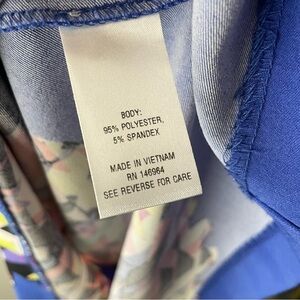 BODY:
95% POLYESTER,
5% SPANDEX
MADE IN VIETNAM
RN 146964
SEE REVERSE FOR CARE